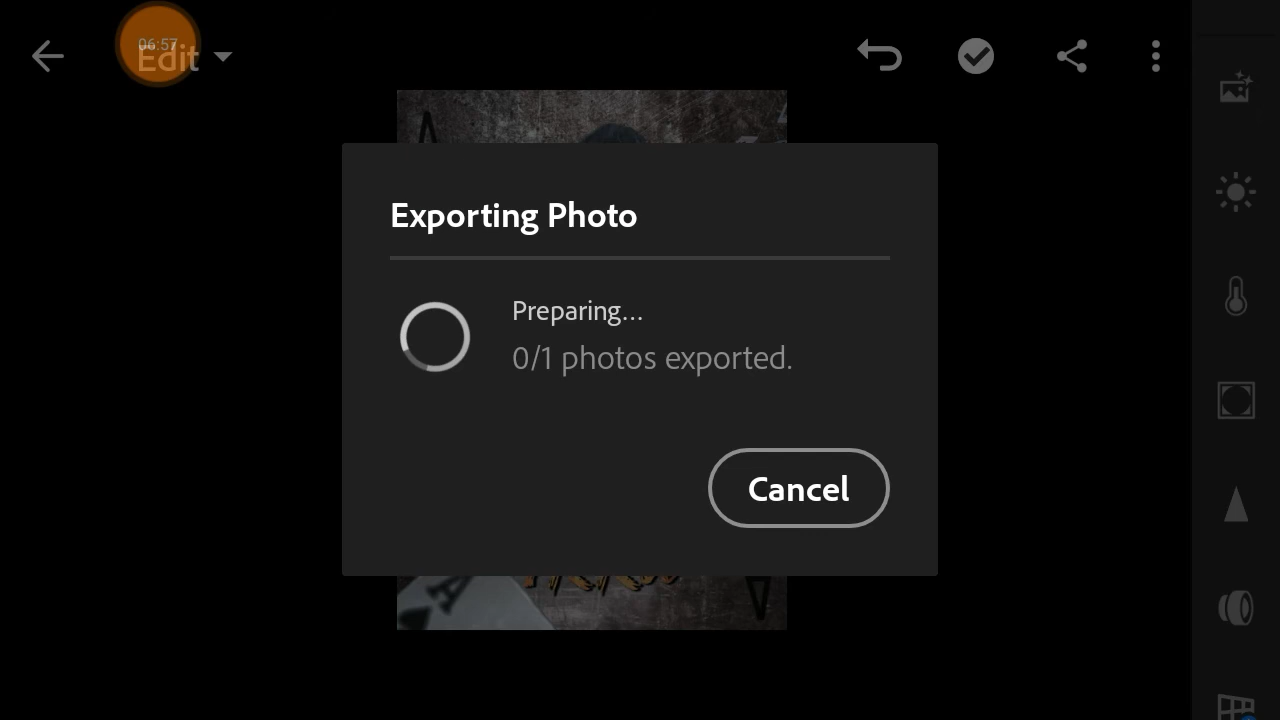 06:57
Edit
Exporting Photo
Preparing...
0/1 photos exported.
Cancel
A
A
A